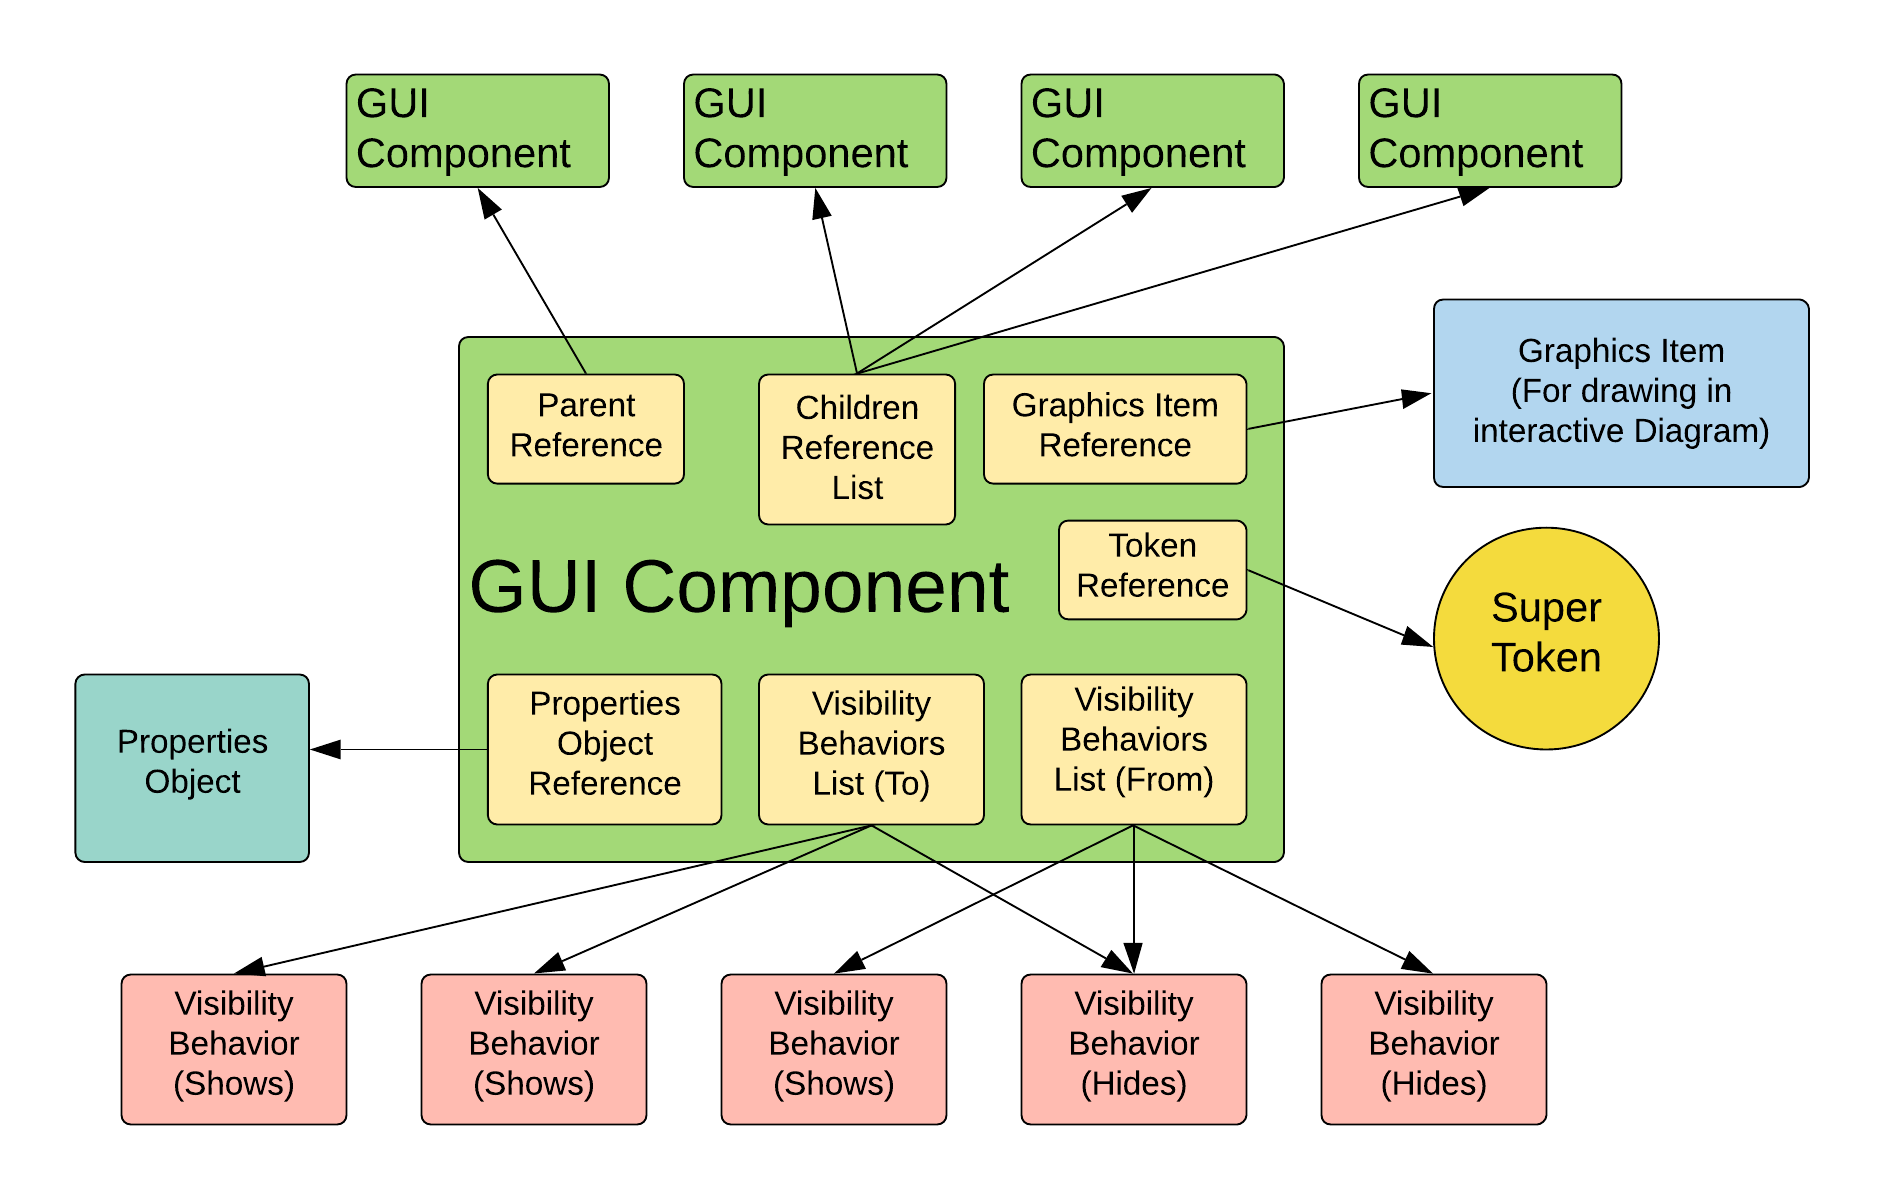 GUI
Component
GUI
Component
GUI
Component
GUI
Component
Parent
Reference
Children
Reference
List
Graphics Item
Reference
Graphics Item
(For drawing in
interactive Diagram)
Token
Reference
GUI Component
Super
Token
Properties
Object
Properties
Object
Reference
Visibility
Behaviors
List (To)
Visibility
Behaviors
List (From)
Visibility
Behavior
(Shows)
Visibility
Behavior
(Shows)
Visibility
Behavior
(Shows)
Visibility
Behavior
(Hides)
Visibility
Behavior
(Hides)